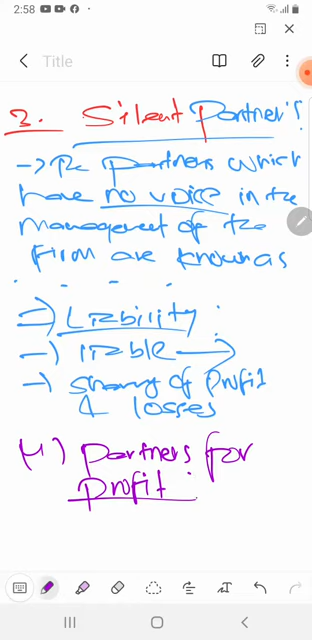 2:58
Title
3. Silent Partner's
→ The partners which
have no voice in the
management of the
Firm are known as
. - . . .
⇒ Liability
→ liable →
→ sharing of Profit
& losses
(4) Partners for
Profit